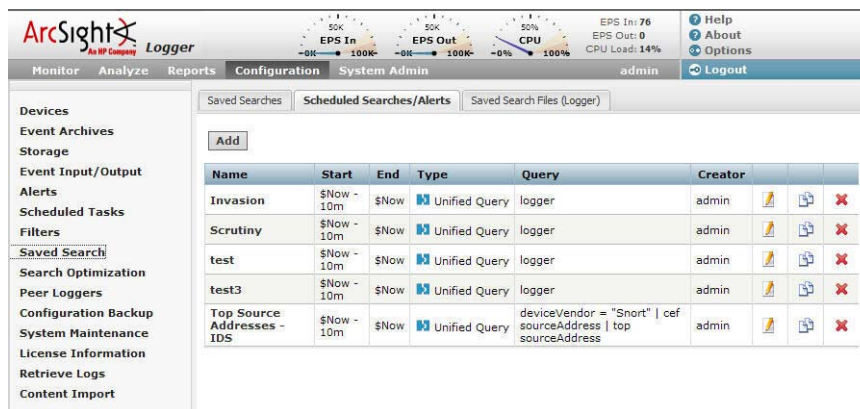 ArcSight
An HP Company
Logger
50K
EPS In
-0K 100K-
50K
EPS Out
-0K 100K-
50%
CPU
-0% 100%
EPS In: 76
EPS Out: 0
CPU Load: 14%
Help
About
Options
Monitor Analyze Reports Configuration System Admin admin Logout
Devices
Event Archives
Storage
Event Input/Output
Alerts
Scheduled Tasks
Filters
Saved Search
Search Optimization
Peer Loggers
Configuration Backup
System Maintenance
License Information
Retrieve Logs
Content Import
Saved Searches Scheduled Searches/Alerts Saved Search Files (Logger)
Add
Name Start End Type Query Creator
Invasion $Now - 10m $Now Unified Query logger admin
Scrutiny $Now - 10m $Now Unified Query logger admin
test $Now - 10m $Now Unified Query logger admin
test3 $Now - 10m $Now Unified Query logger admin
Top Source Addresses - IDS $Now - 10m $Now Unified Query deviceVendor = "Snort" | cef sourceAddress | top sourceAddress admin